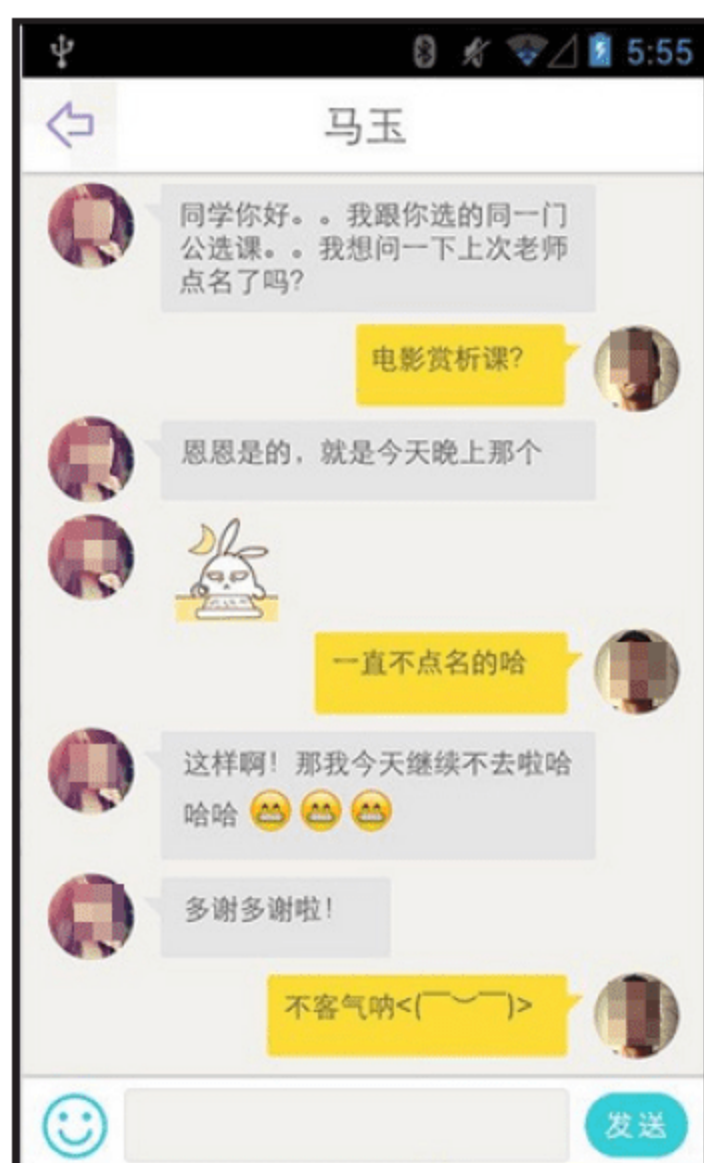 5:55
马玉
同学你好。。我跟你选的同一门
公选课。。我想问一下上次老师
点名了吗?
电影赏析课?
恩恩是的，就是今天晚上那个
一直不点名的哈
这样啊！那我今天继续不去啦哈
哈哈😁😁😁
多谢多谢啦！
不客气呐<(￣︶￣)>
发送